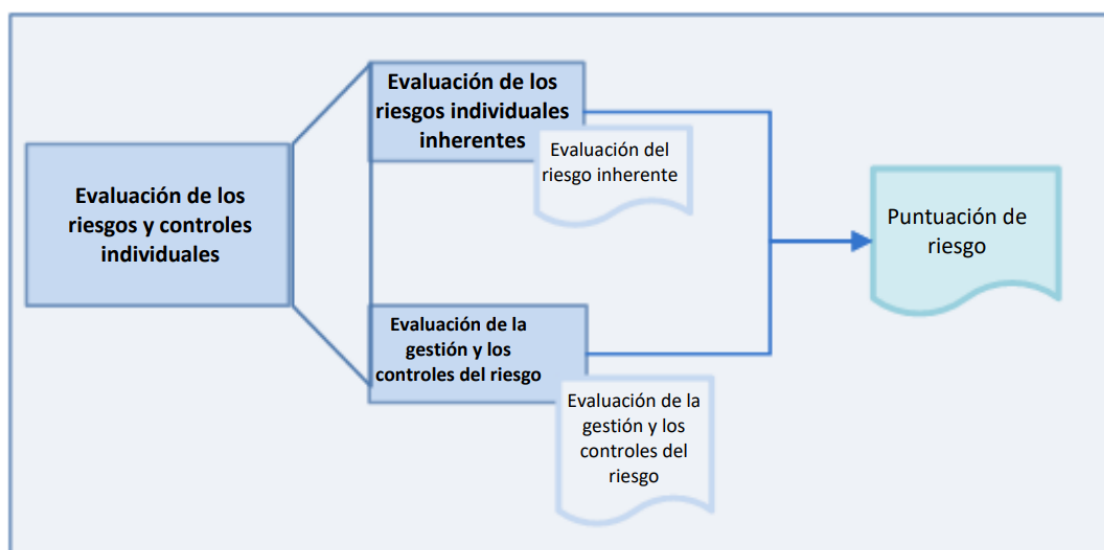 Evaluación de los
riesgos y controles
individuales
Evaluación de los
riesgos individuales
inherentes
Evaluación del
riesgo inherente
Evaluación de la
gestión y los
controles del riesgo
Evaluación de la
gestión y los
controles del
riesgo
Puntuación de
riesgo